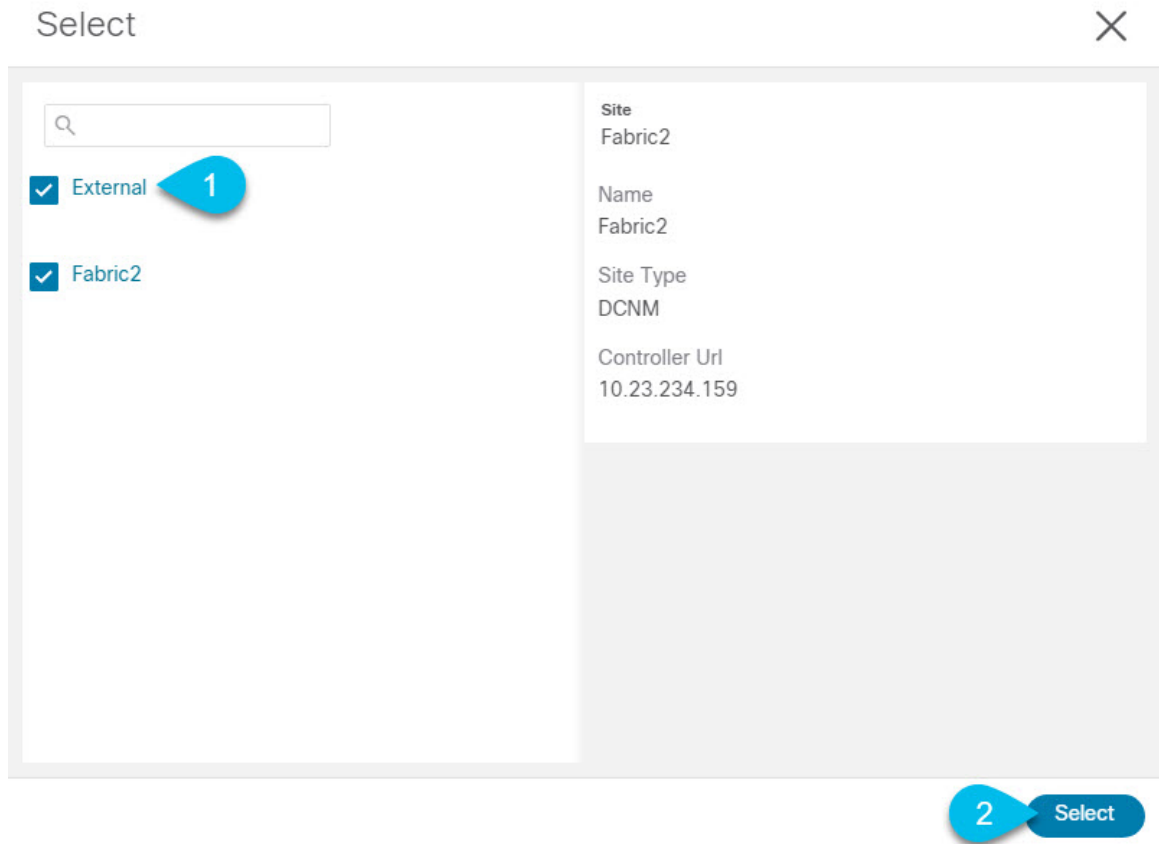 Select
External
1
Fabric2
Site
Fabric2
Name
Fabric2
Site Type
DCNM
Controller Url
10.23.234.159
2
Select